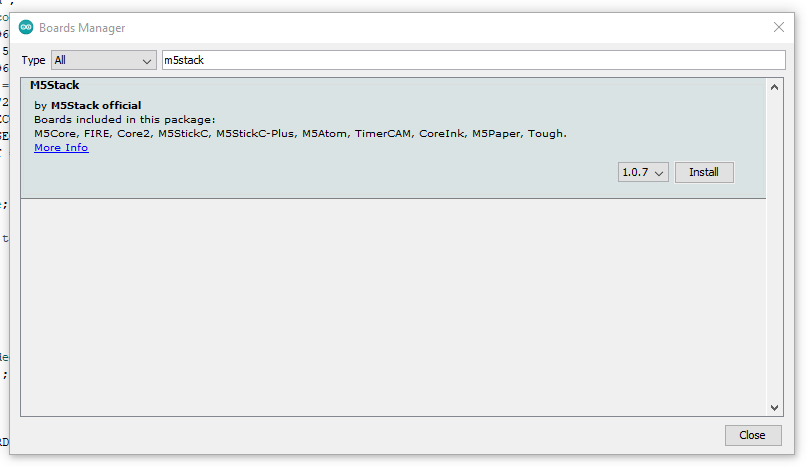 Boards Manager
Type All m5stack
M5Stack
by M5Stack official
Boards included in this package:
M5Core, FIRE, Core2, M5StickC, M5StickC-Plus, M5Atom, TimerCAM, CoreInk, M5Paper, Tough.
More Info
1.0.7 Install
Close